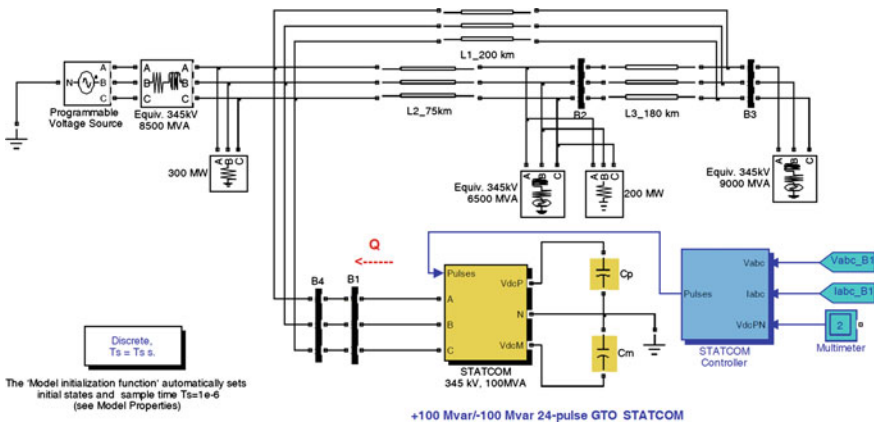 L1_200 km
A
B
C
N
A
B
C
A
B
C
A
B
C
Programmable
Voltage Source
Equiv. 345kV
8500 MVA
L2_75km
B2
L3_180 km
B3
300 MW
A
B
C
Equiv. 345kV
6500 MVA
A
B
C
A
B
C
200 MW
Equiv. 345kV
9000 MVA
A
B
C
Q
B4
B1
Pulses
A
B
C
VdcP
N
VdcM
STATCOM
345 kV, 100MVA
Cp
Cm
Pulses
Vabc
Iabc
VdcPN
STATCOM
Controller
Vabc_B1
Iabc_B1
2
Multimeter
Discrete,
Ts = Ts s.
The 'Model initialization function' automatically sets
initial states and sample time Ts=1e-6
(see Model Properties)
+100 Mvar/-100 Mvar 24-pulse GTO STATCOM